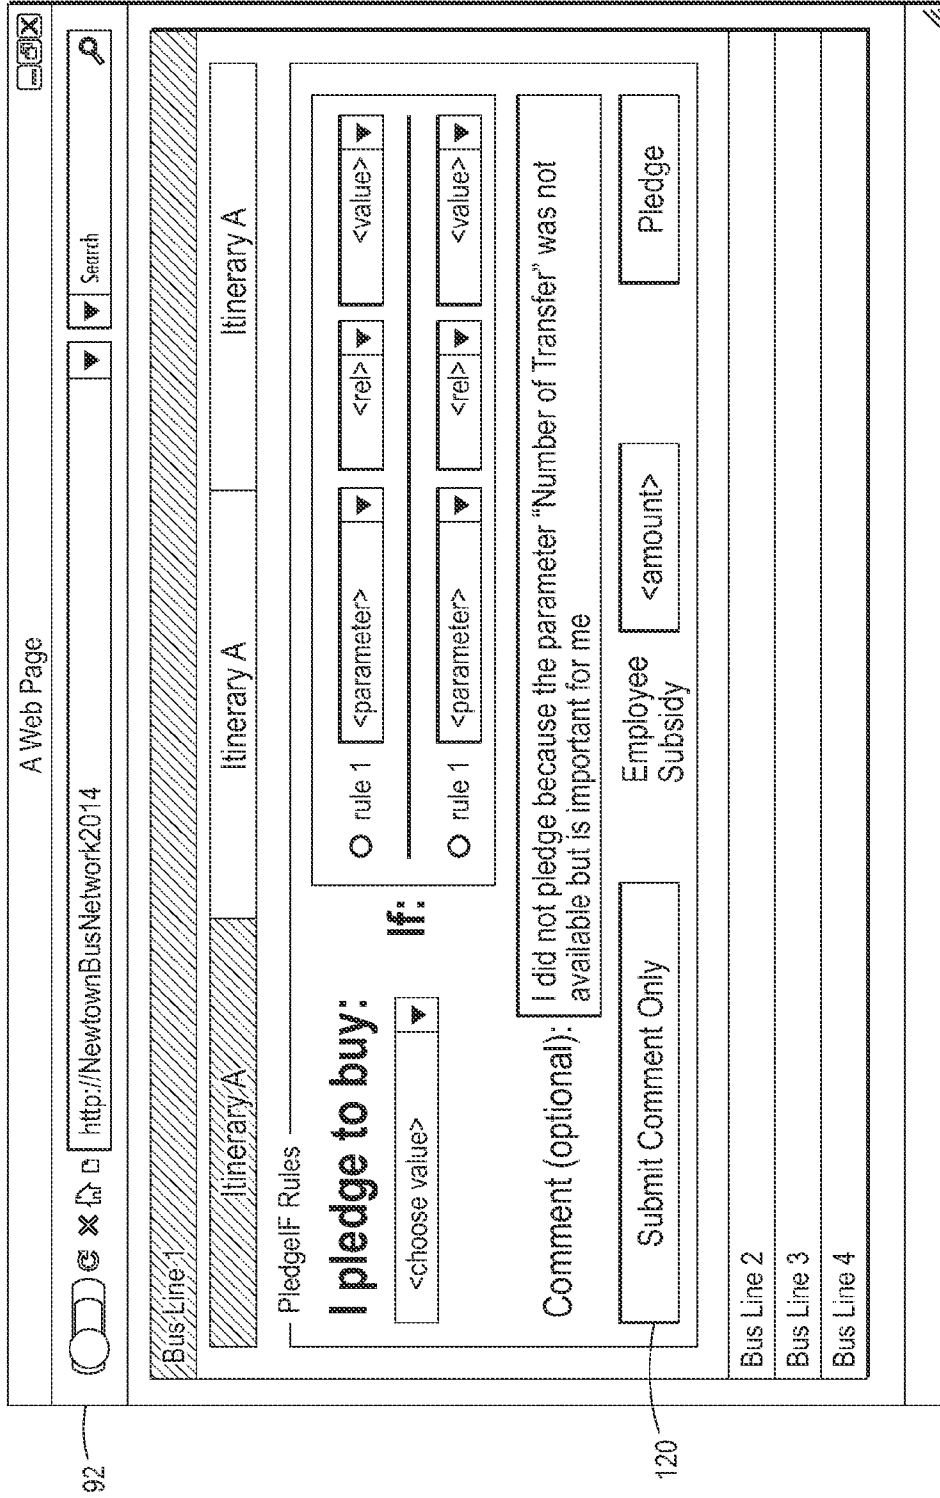 A Web Page
92
http://NewtownBusNetwork2014
Search
Bus Line 1
Itinerary A
Itinerary A
Itinerary A
PledgeIF Rules
I pledge to buy:
<choose value>
If:
rule 1
<parameter>
<rel>
<value>
rule 1
<parameter>
<rel>
<value>
Comment (optional):
I did not pledge because the parameter "Number of Transfer" was not
available but is important for me
Submit Comment Only
Employee
Subsidy
<amount>
Pledge
120
Bus Line 2
Bus Line 3
Bus Line 4